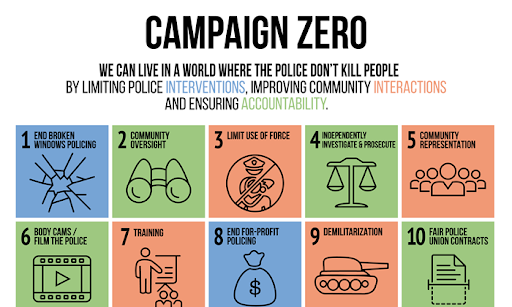 CAMPAIGN ZERO
WE CAN LIVE IN A WORLD WHERE THE POLICE DON'T KILL PEOPLE
BY LIMITING POLICE INTERVENTIONS, IMPROVING COMMUNITY INTERACTIONS
AND ENSURING ACCOUNTABILITY.
1 END BROKEN
WINDOWS POLICING
2 COMMUNITY
OVERSIGHT
3 LIMIT USE OF FORCE
4 INDEPENDENTLY
INVESTIGATE & PROSECUTE
5 COMMUNITY
REPRESENTATION
6 BODY CAMS /
FILM THE POLICE
7 TRAINING
8 END FOR-PROFIT
POLICING
$
9 DEMILITARIZATION
10 FAIR POLICE
UNION CONTRACTS